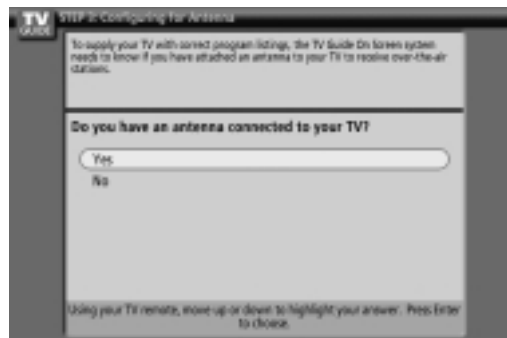 TV
GUIDE
STEP 3: Configuring for Antenna
To supply your TV with correct program listings, the TV Guide On Screen system
needs to know if you have attached an antenna to your TV to receive over-the-air
stations.
Do you have an antenna connected to your TV?
Yes
No
Using your TV remote, move up or down to highlight your answer. Press Enter
to choose.